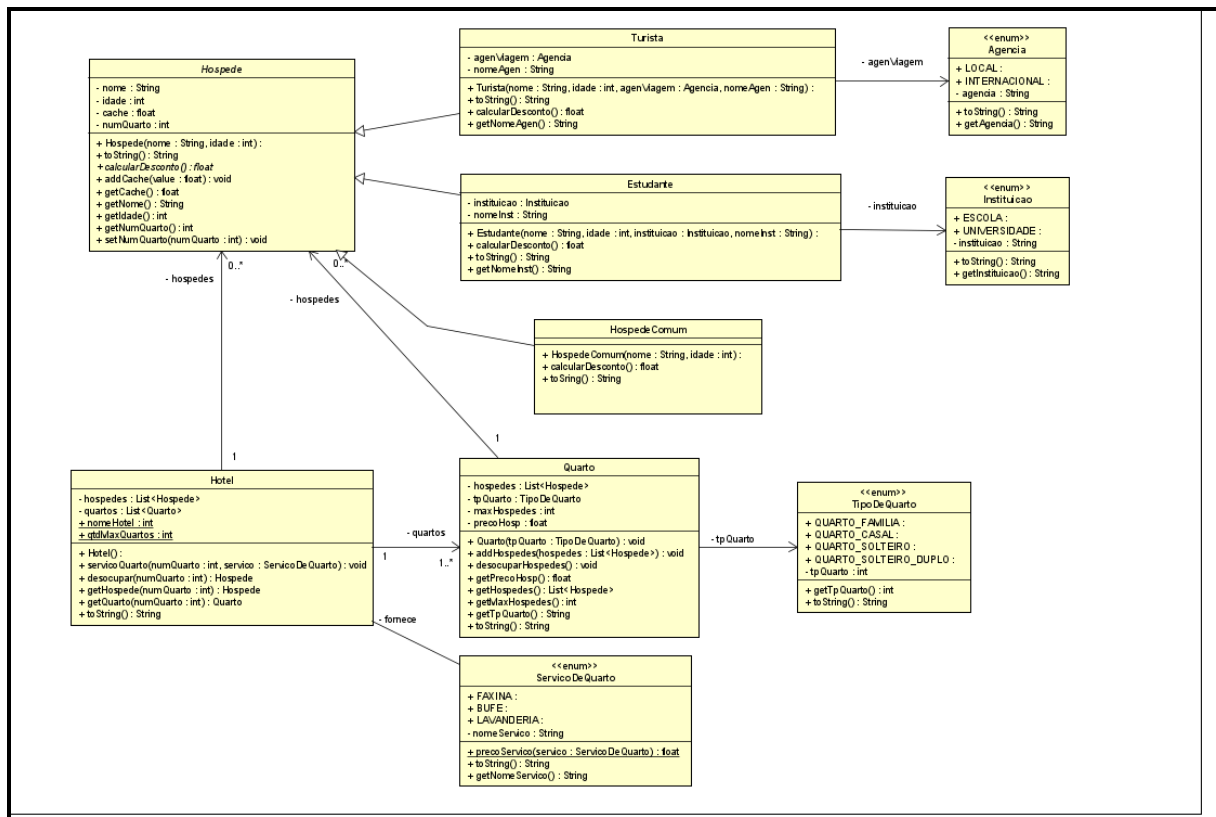 Hospede
- nome : String
- idade : int
- cache : float
- numQuarto : int
+ Hospede(nome : String, idade : int) :
+ toString() : String
+ calcularDesconto() : float
+ addCache(value : float) : void
+ getCache() : float
+ getNome() : String
+ getIdade() : int
+ getNumQuarto() : int
+ setNumQuarto(numQuarto : int) : void
Turista
- agenViagem : Agencia
- nomeAgen : String
+ Turista(nome : String, idade : int, agenViagem : Agencia, nomeAgen : String) :
+ toString() : String
+ calcularDesconto() : float
+ getNomeAgen() : String
- agenViagem
<<enum>>
Agencia
+ LOCAL :
+ INTERNACIONAL :
- agencia : String
+ toString() : String
+ getAgencia() : String
Estudante
- instituicao : Instituicao
- nomeInst : String
+ Estudante(nome : String, idade : int, instituicao : Instituicao, nomeInst : String) :
+ calcularDesconto() : float
+ toString() : String
+ getNomeInst() : String
- instituicao
<<enum>>
Instituicao
+ ESCOLA :
+ UNIVERSIDADE :
- instituicao : String
+ toString() : String
+ getInstituicao() : String
0..*
0..*
- hospedes
- hospedes
HospedeComum
+ HospedeComum(nome : String, idade : int) :
+ calcularDesconto() : float
+ toSring() : String
1
1
Hotel
- hospedes : List<Hospede>
- quartos : List<Quarto>
+ nomeHotel : int
+ qtdMaxQuartos : int
+ Hotel() :
+ servicoQuarto(numQuarto : int, servico : ServicoDeQuarto) : void
+ desocupar(numQuarto : int) : Hospede
+ getHospede(numQuarto : int) : Hospede
+ getQuarto(numQuarto : int) : Quarto
+ toString() : String
- quartos
1
1..*
- fornece
Quarto
- hospedes : List<Hospede>
- tpQuarto : TipoDeQuarto
- maxHospedes : int
- precoHosp : float
+ Quarto(tpQuarto : TipoDeQuarto) : void
+ addHospedes(hospedes : List<Hospede>) : void
+ desocuparHospedes() : void
+ getPrecoHosp() : float
+ getHospedes() : List<Hospede>
+ getMaxHospedes() : int
+ getTpQuarto() : String
+ toString() : String
- tpQuarto
<<enum>>
TipoDeQuarto
+ QUARTO_FAMILIA :
+ QUARTO_CASAL :
+ QUARTO_SOLTEIRO :
+ QUARTO_SOLTEIRO_DUPLO :
- tpQuarto : int
+ getTpQuarto() : int
+ toString() : String
<<enum>>
ServicoDeQuarto
+ FAXINA :
+ BUFE :
+ LAVANDERIA :
- nomeServico : String
+ precoServico(servico : ServicoDeQuarto) : float
+ toString() : String
+ getNomeServico() : String